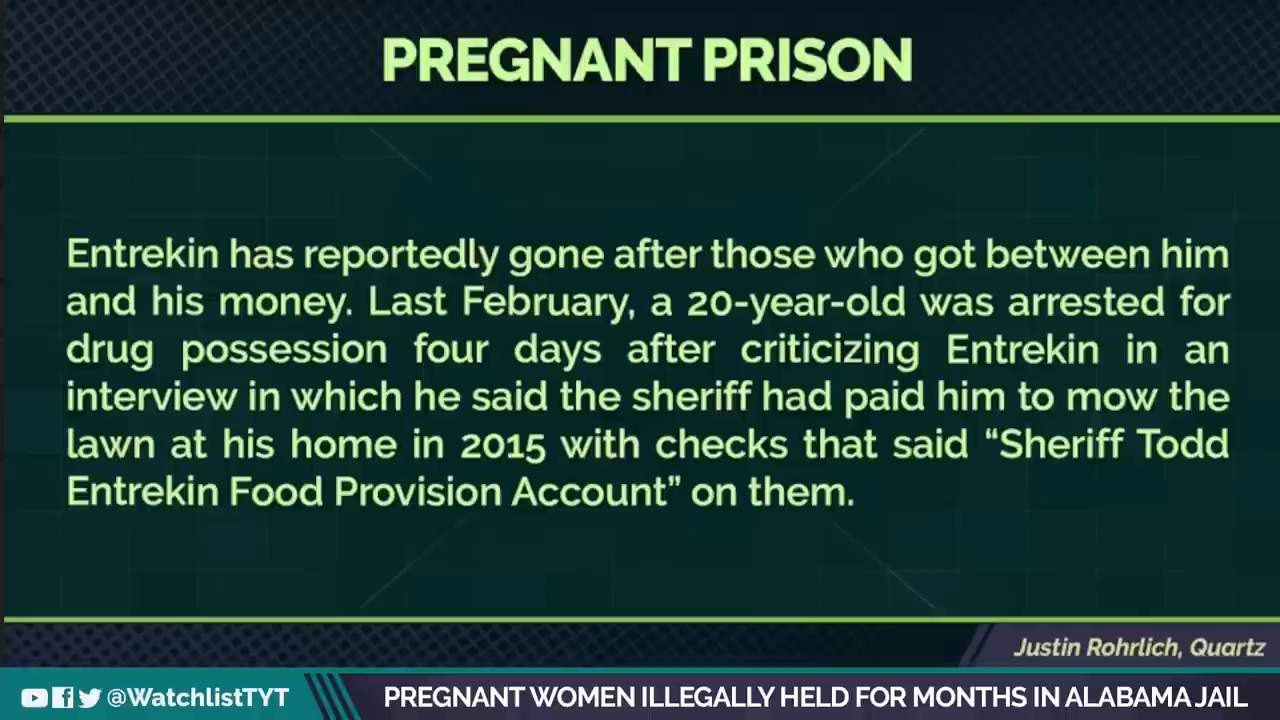 PREGNANT PRISON
Entrekin has reportedly gone after those who got between him
and his money. Last February, a 20-year-old was arrested for
drug possession four days after criticizing Entrekin in an
interview in which he said the sheriff had paid him to mow the
lawn at his home in 2015 with checks that said “Sheriff Todd
Entrekin Food Provision Account” on them.
Justin Rohrlich, Quartz
@WatchlistTYT
PREGNANT WOMEN ILLEGALLY HELD FOR MONTHS IN ALABAMA JAIL